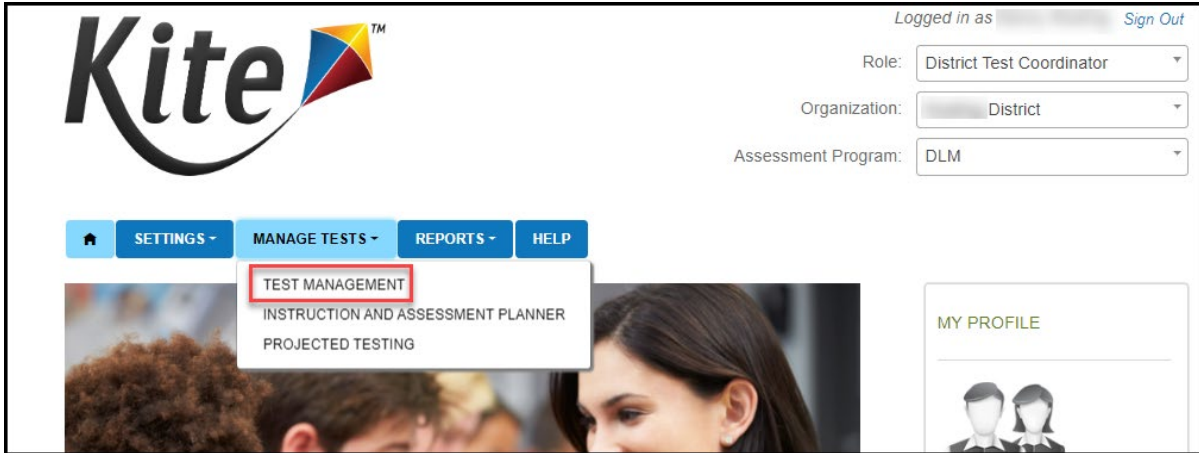 Kite TM
Logged in as Sign Out
Role: District Test Coordinator
Organization: District
Assessment Program: DLM
SETTINGS MANAGE TESTS REPORTS HELP
TEST MANAGEMENT
INSTRUCTION AND ASSESSMENT PLANNER
PROJECTED TESTING
MY PROFILE